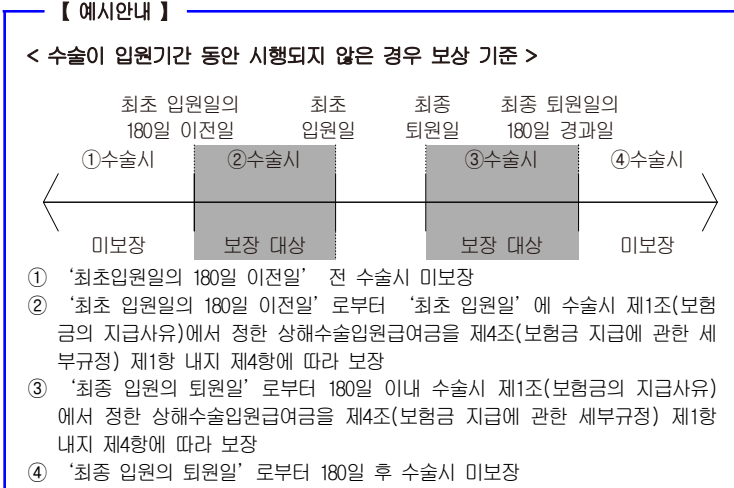 【 예시안내 】
< 수술이 입원기간 동안 시행되지 않은 경우 보상 기준 >
최초 입원일의 최초 최종 최종 퇴원일의
180일 이전일 입원일 퇴원일 180일 경과일
①수술시 ②수술시 ③수술시 ④수술시
미보장 보장 대상 보장 대상 미보장
① ‘최초입원일의 180일 이전일’ 전 수술시 미보장
② ‘최초 입원일의 180일 이전일’로부터 ‘최초 입원일’에 수술시 제1조(보험
금의 지급사유)에서 정한 상해수술입원급여금을 제4조(보험금 지급에 관한 세
부규정) 제1항 내지 제4항에 따라 보장
③ ‘최종 입원의 퇴원일’로부터 180일 이내 수술시 제1조(보험금의 지급사유)
에서 정한 상해수술입원급여금을 제4조(보험금 지급에 관한 세부규정) 제1항
내지 제4항에 따라 보장
④ ‘최종 입원의 퇴원일’로부터 180일 후 수술시 미보장